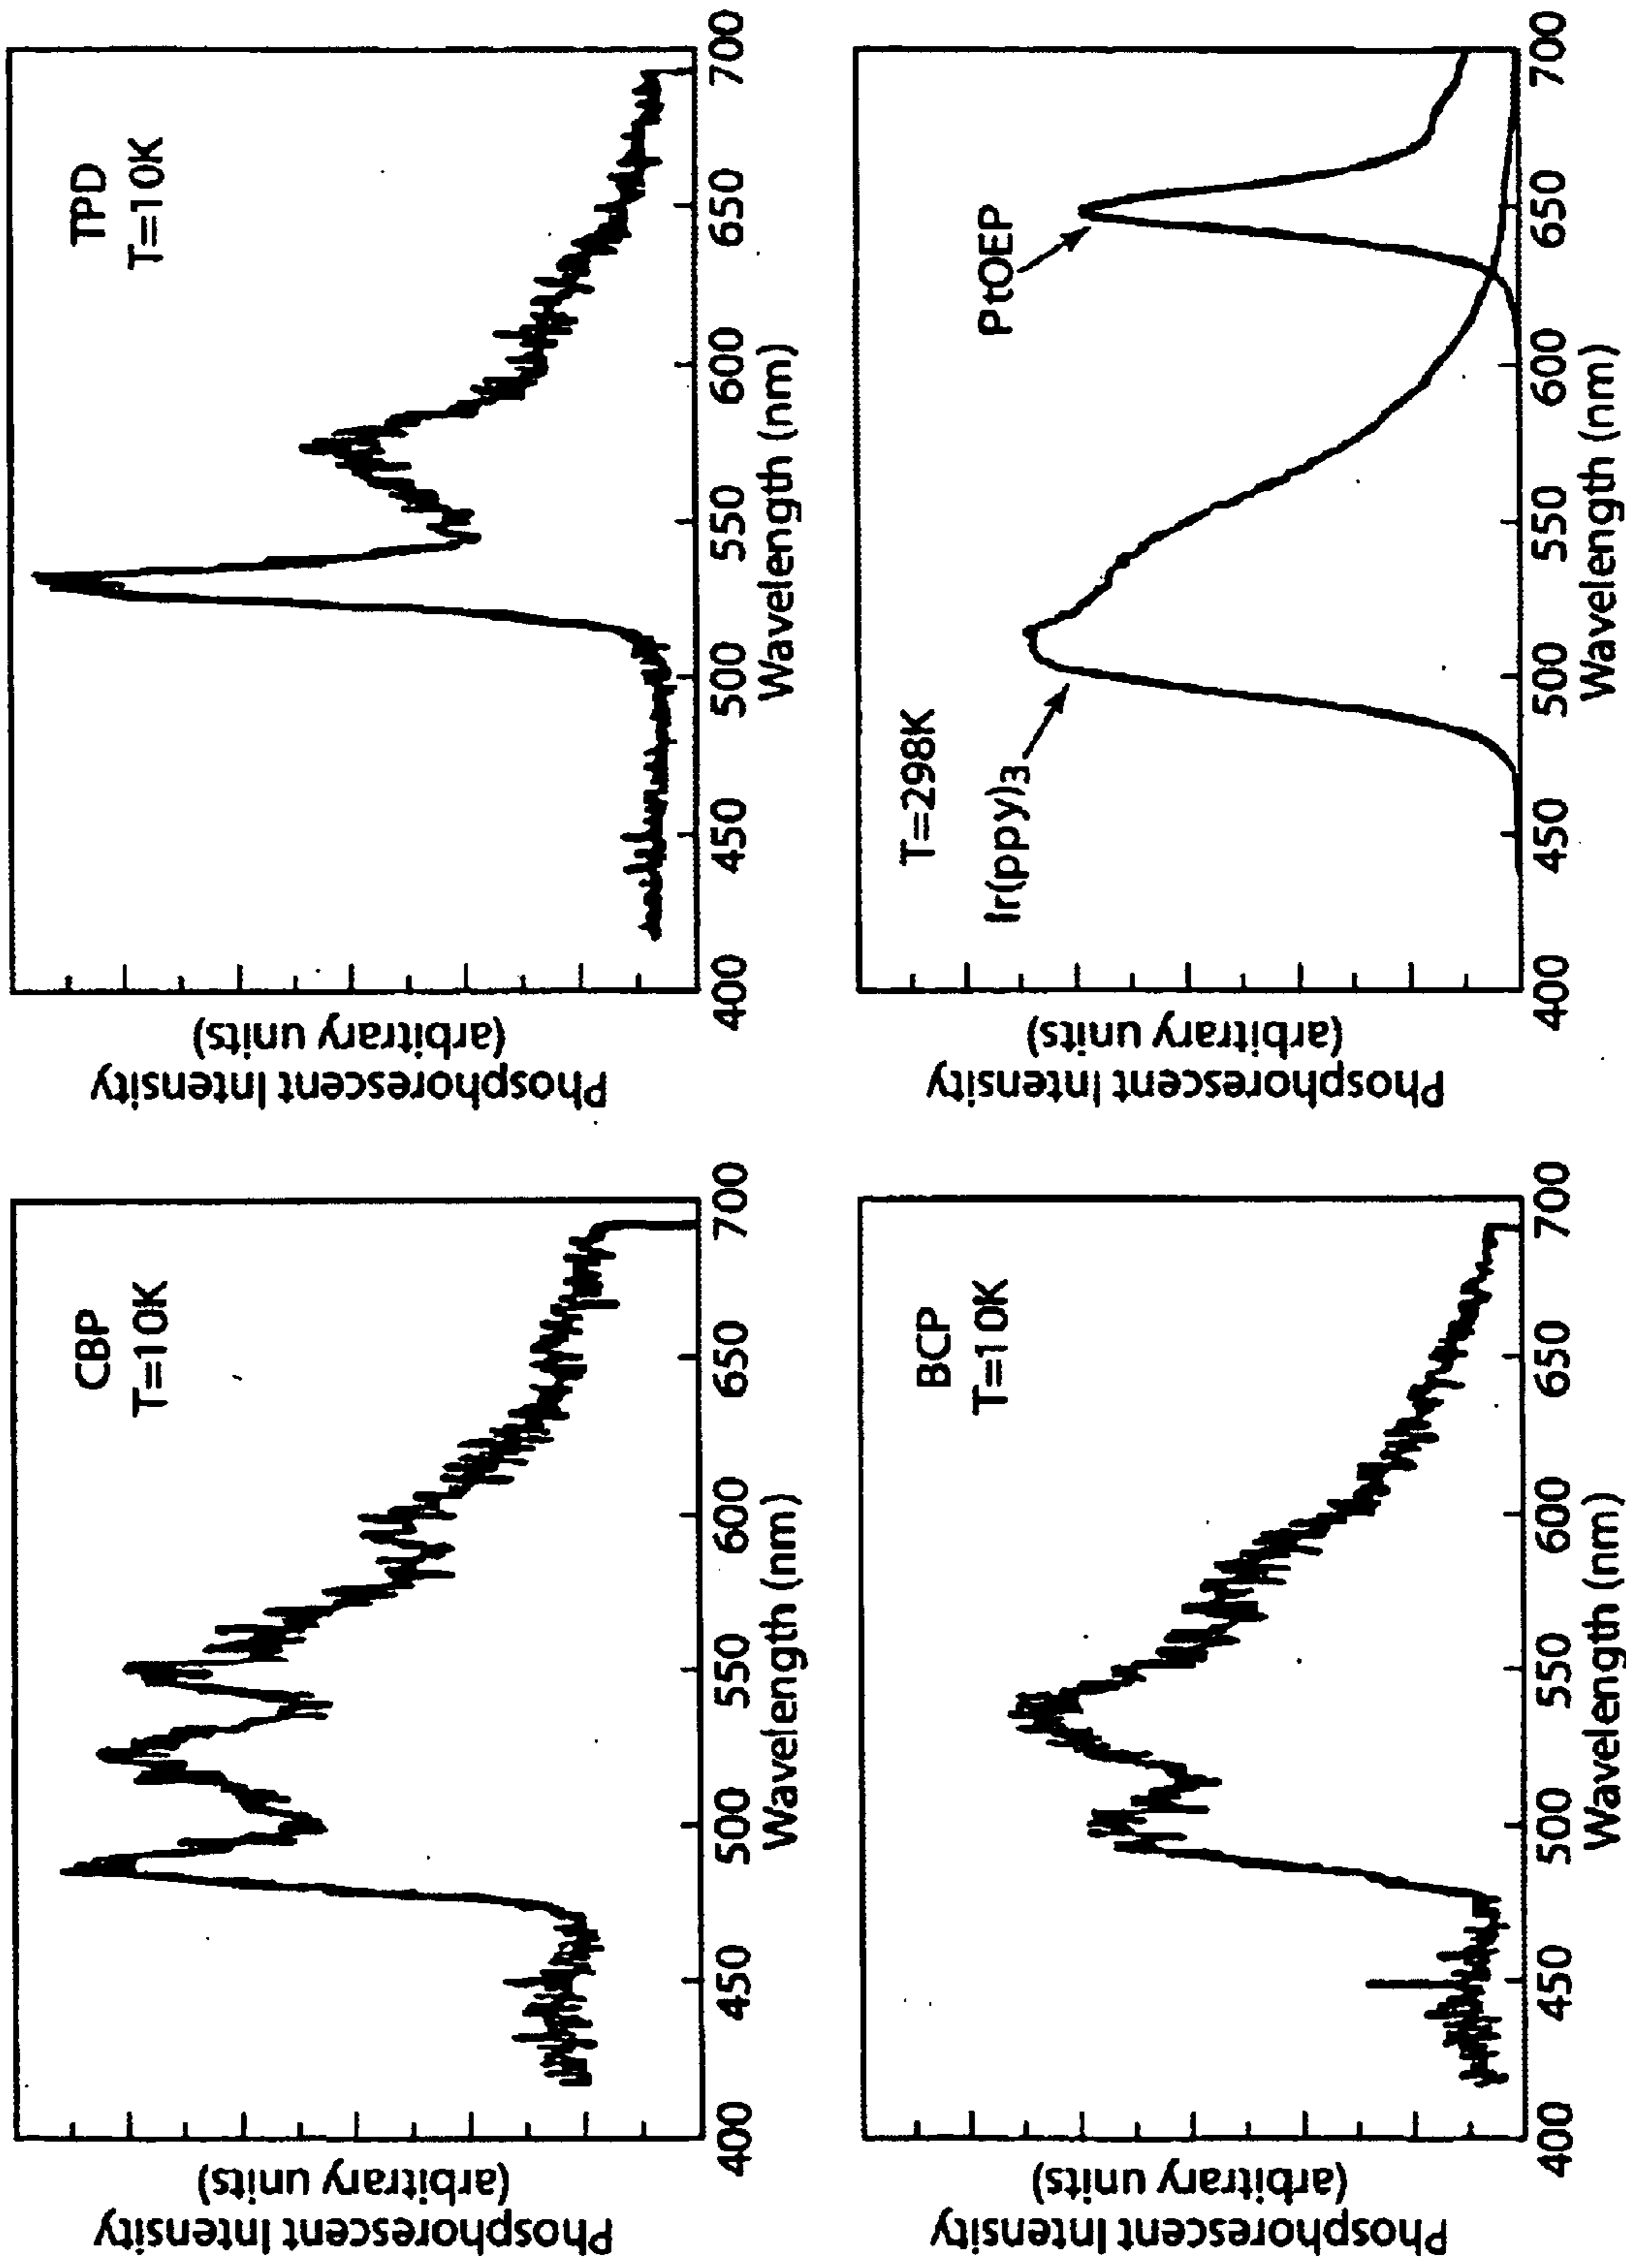 CBP
T=10K
Phosphorescent Intensity
(arbitrary units)
400 450 500 550 600 650 700
Wavelength (nm)
TPD
T=10K
Phosphorescent Intensity
(arbitrary units)
400 450 500 550 600 650 700
Wavelength (nm)
BCP
T=10K
Phosphorescent Intensity
(arbitrary units)
400 450 500 550 600 650 700
Wavelength (nm)
T=298K
Ir(ppy)3
PtOEP
Phosphorescent Intensity
(arbitrary units)
400 450 500 550 600 650 700
Wavelength (nm)